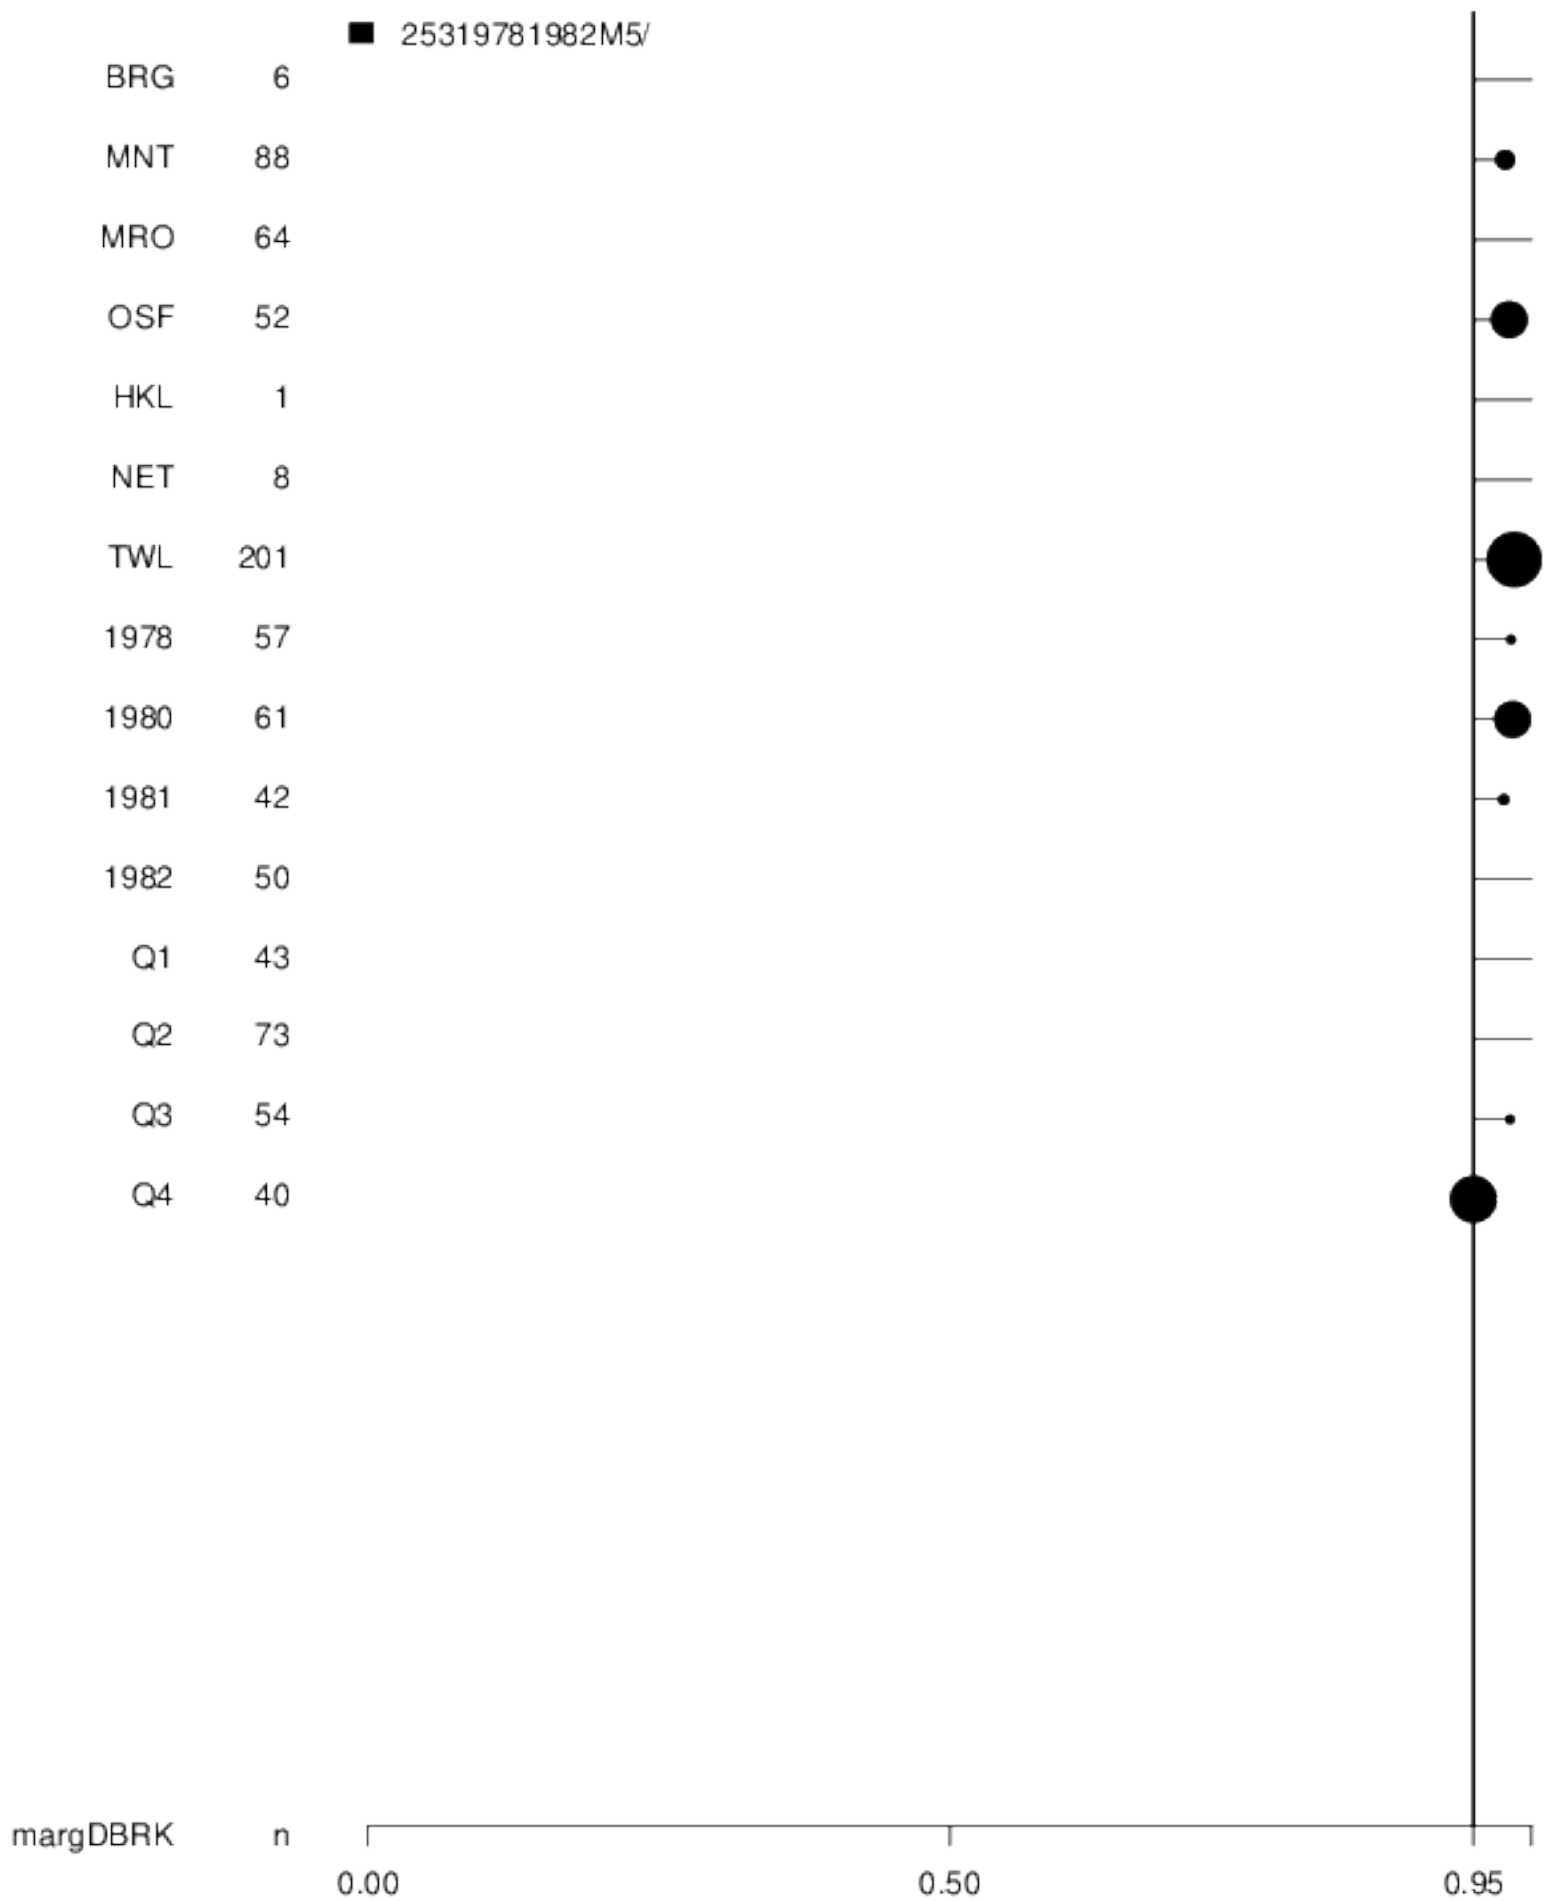 25319781982M5/
BRG 6
MNT 88
MRO 64
OSF 52
HKL 1
NET 8
TWL 201
1978 57
1980 61
1981 42
1982 50
Q1 43
Q2 73
Q3 54
Q4 40
margDBRK n
0.00 0.50 0.95